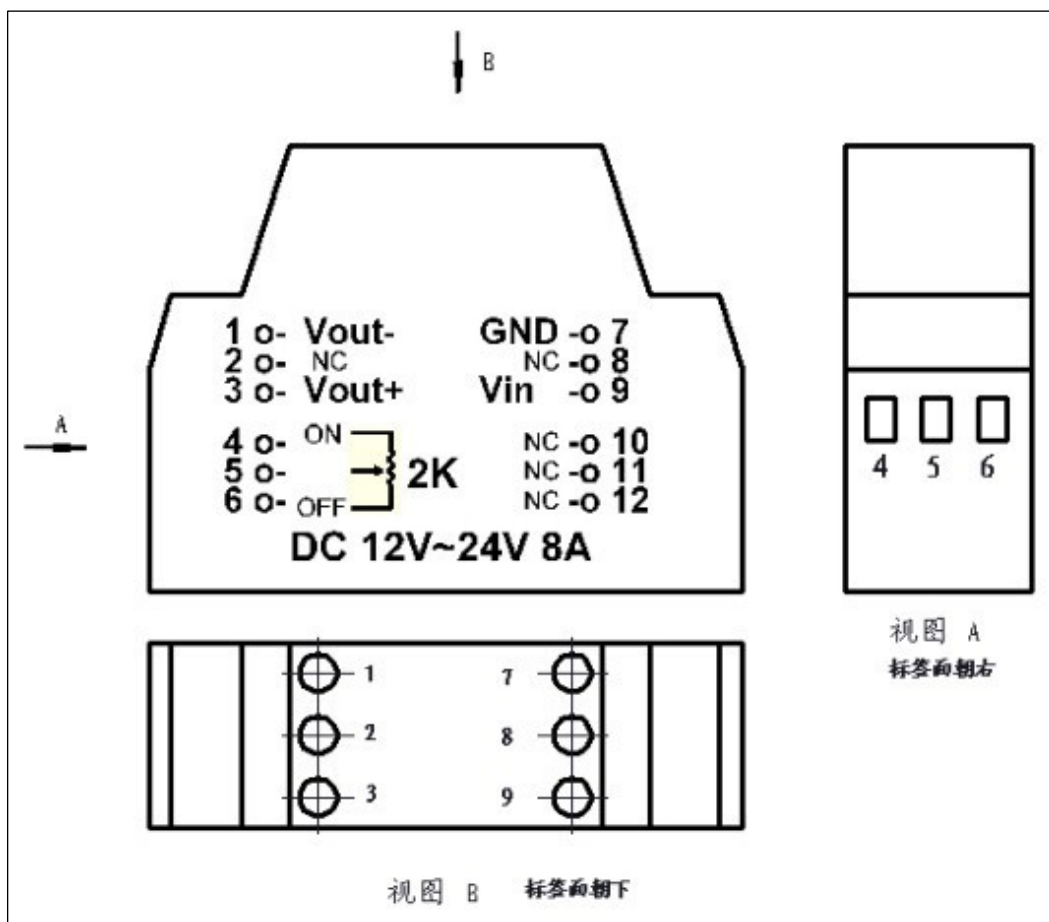 B
1 o- Vout- GND -o 7
2 o- NC NC -o 8
3 o- Vout+ Vin -o 9
A
4 o- ON NC -o 10
5 o- 2K NC -o 11
6 o- OFF NC -o 12
DC 12V~24V 8A
4 5 6
视图 A
标签面朝右
1 7
2 8
3 9
视图 B 标签面朝下